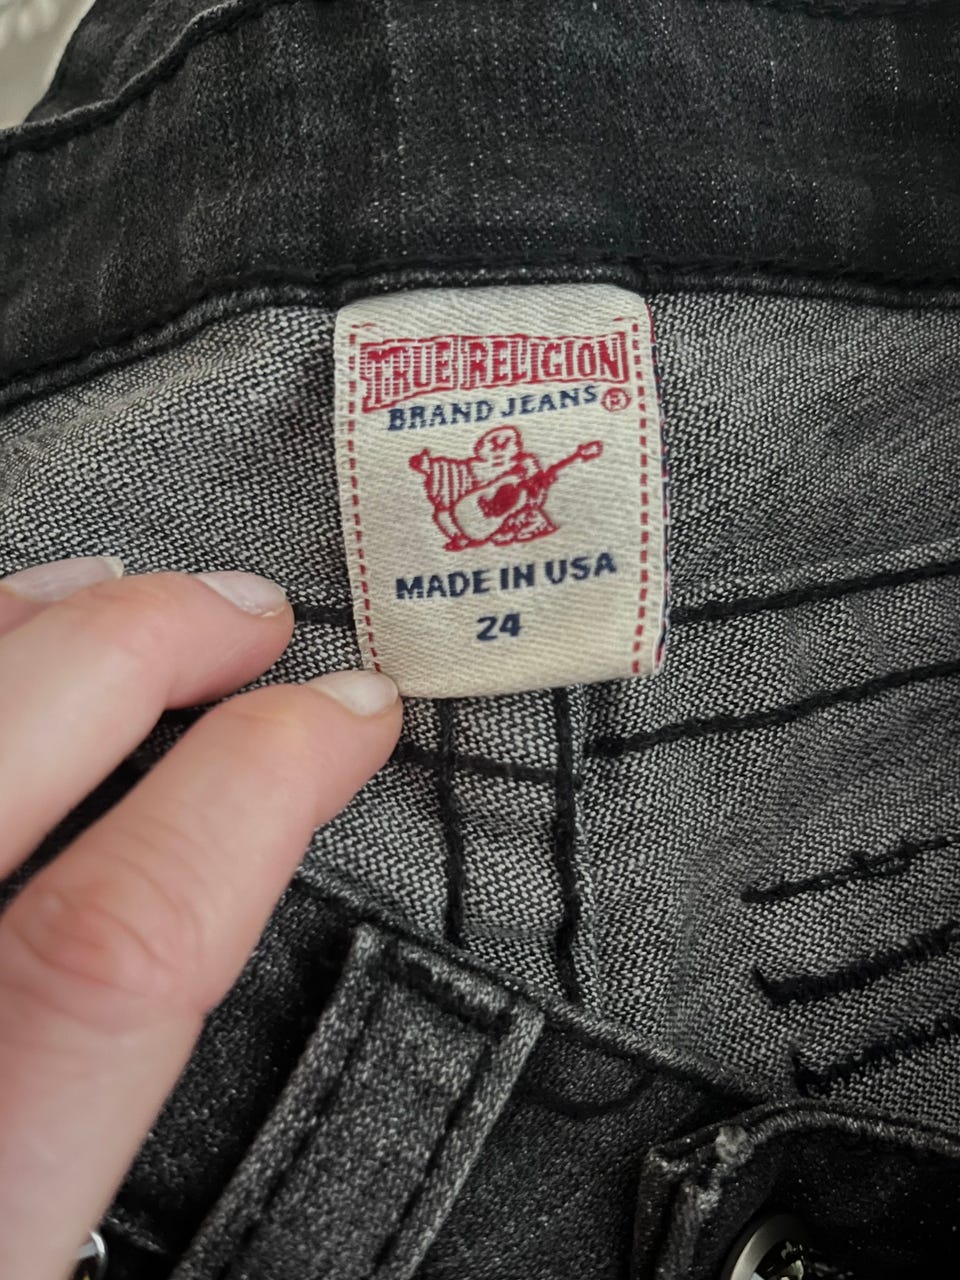 TRUE RELIGION
BRAND JEANS®
MADE IN USA
24